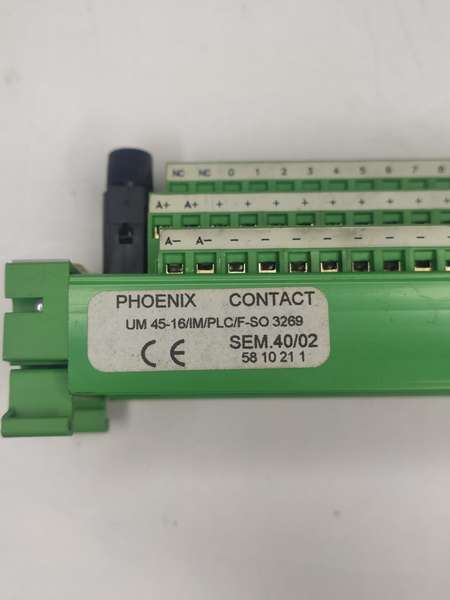 NC NC 0 1 2 3 4 5 6 7 8
A+ A+ + + + + + + + +
A- A- - - - - - - - -
PHOENIX CONTACT
UM 45-16/IM/PLC/F-SO 3269
CE SEM.40/02
58 10 21 1